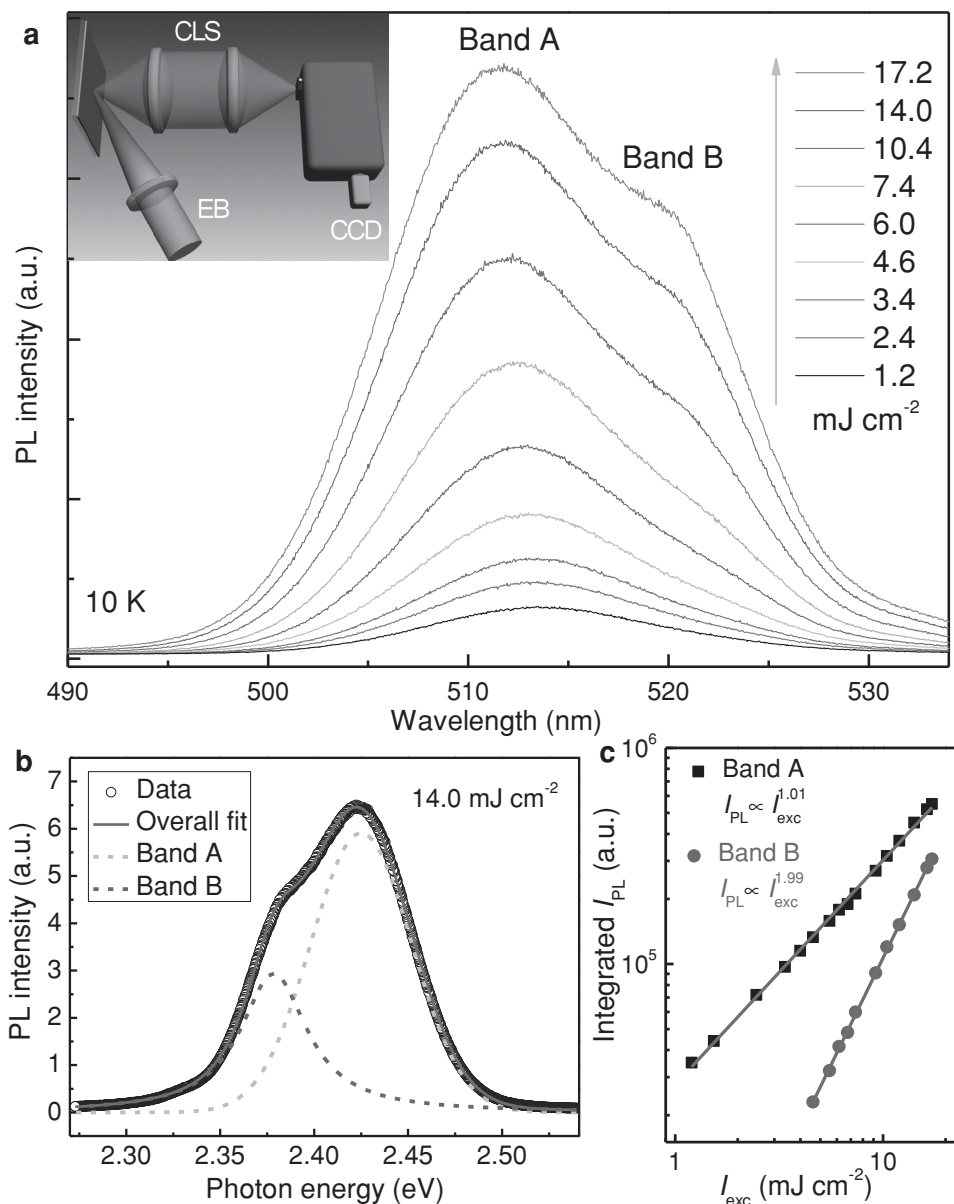 a
CLS
EB
CCD
Band A
Band B
17.2
14.0
10.4
7.4
6.0
4.6
3.4
2.4
1.2
mJ cm-2
10 K
PL intensity (a.u.)
490 500 510 520 530
Wavelength (nm)
b
Data
Overall fit
Band A
Band B
14.0 mJ cm-2
PL intensity (a.u.)
7
6
5
4
3
2
1
0
2.30 2.35 2.40 2.45 2.50
Photon energy (eV)
c
Band A
IPL ∝ I1.01exc
Band B
IPL ∝ I1.99exc
Integrated IPL (a.u.)
10^6
10^5
1 10
Iexc (mJ cm-2)